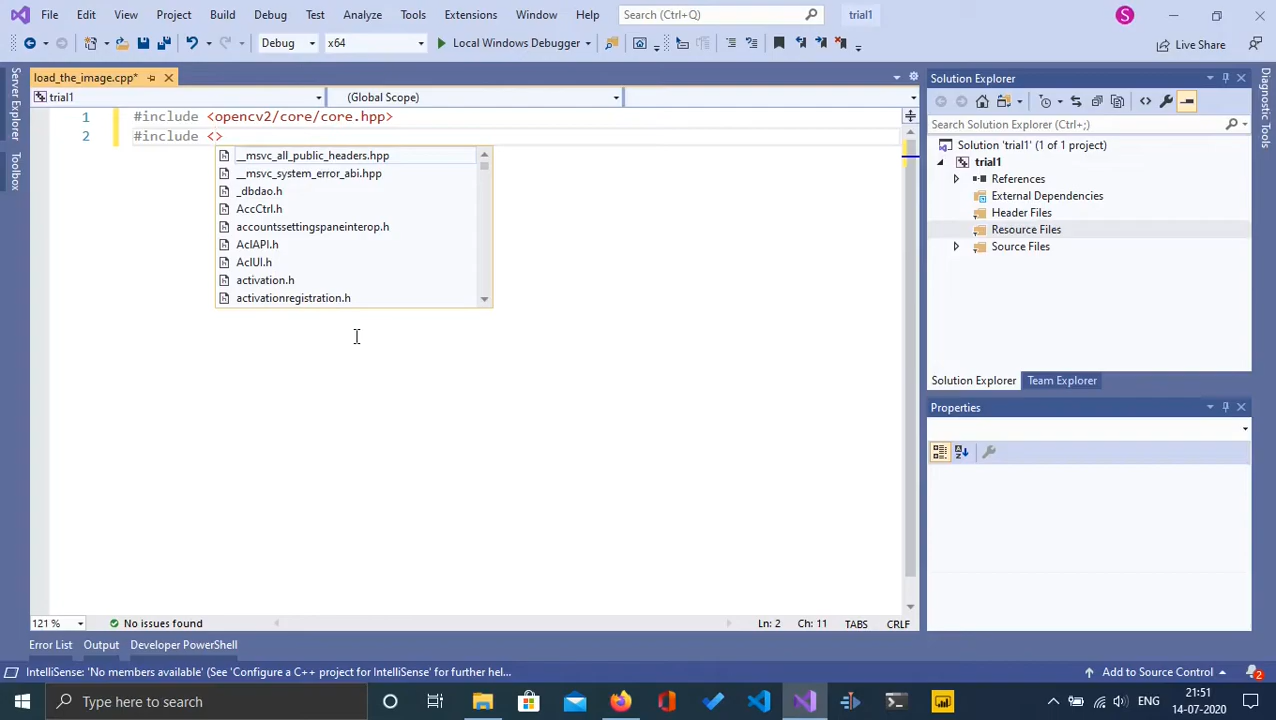 File Edit View Project Build Debug Test Analyze Tools Extensions Window Help Search (Ctrl+Q) trial1 S
Debug x64 Local Windows Debugger Live Share
Server Explorer
Toolbox
load_the_image.cpp*
trial1 (Global Scope)
1 #include <opencv2/core/core.hpp>
2 #include <>
__msvc_all_public_headers.hpp
__msvc_system_error_abi.hpp
_dbdao.h
AccCtrl.h
accountssettingspaneinterop.h
AclAPI.h
AclUI.h
activation.h
activationregistration.h
121 % No issues found Ln: 2 Ch: 11 TABS CRLF
Solution Explorer
Search Solution Explorer (Ctrl+;)
Solution 'trial1' (1 of 1 project)
trial1
References
External Dependencies
Header Files
Resource Files
Source Files
Solution Explorer Team Explorer
Properties
Diagnostic Tools
Error List Output Developer PowerShell
IntelliSense: 'No members available' (See 'Configure a C++ project for IntelliSense' for further hel... Add to Source Control 2
Type here to search ENG 21:51
14-07-2020